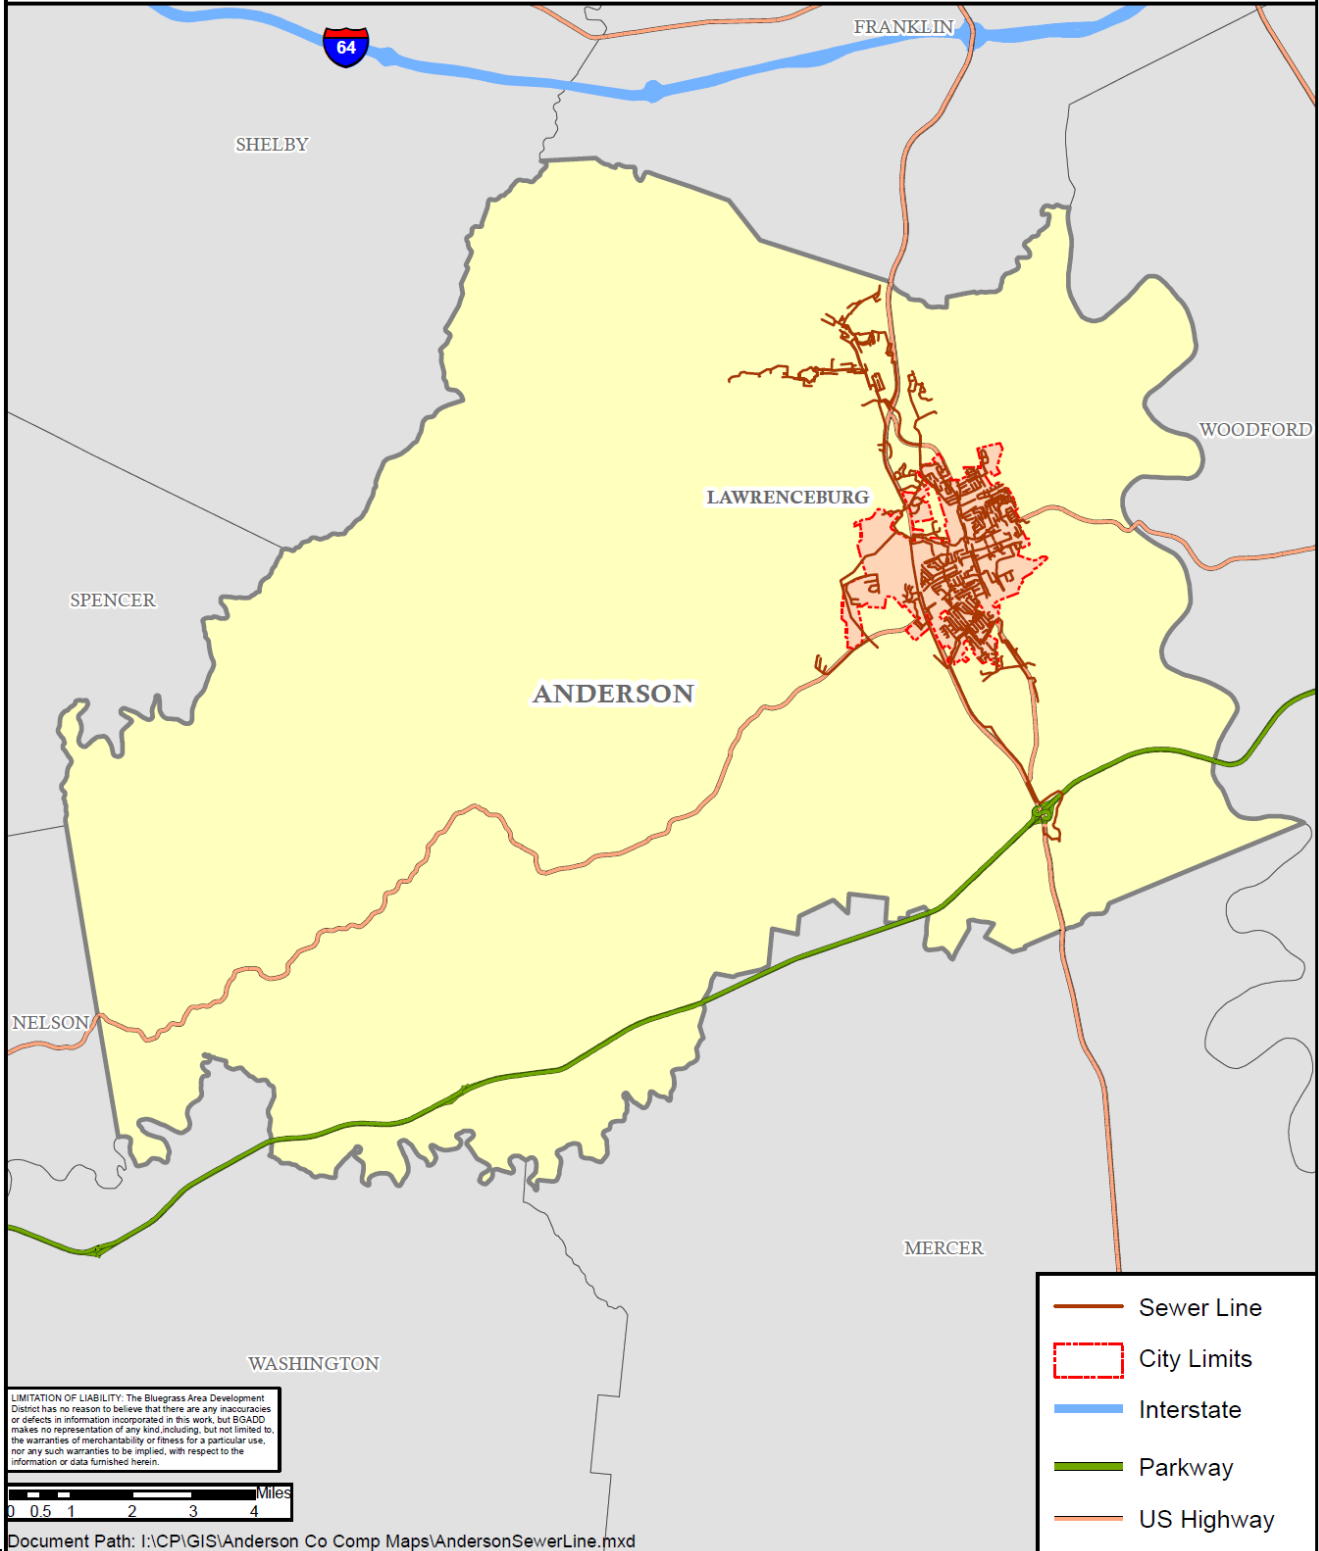 FRANKLIN
64
SHELBY
WOODFORD
LAWRENCEBURG
SPENCER
ANDERSON
NELSON
MERCER
WASHINGTON
Sewer Line
City Limits
Interstate
Parkway
US Highway
LIMITATION OF LIABILITY: The Bluegrass Area Development
District has no reason to believe that there are any inaccuracies
or defects in information incorporated in this work, but BGADD
makes no representation of any kind,including, but not limited to,
the warranties of merchantability or fitness for a particular use,
nor any such warranties to be implied, with respect to the
information or data furnished herein.
Miles
0 0.5 1 2 3 4
Document Path: I:\CP\GIS\Anderson Co Comp Maps\AndersonSewerLine.mxd